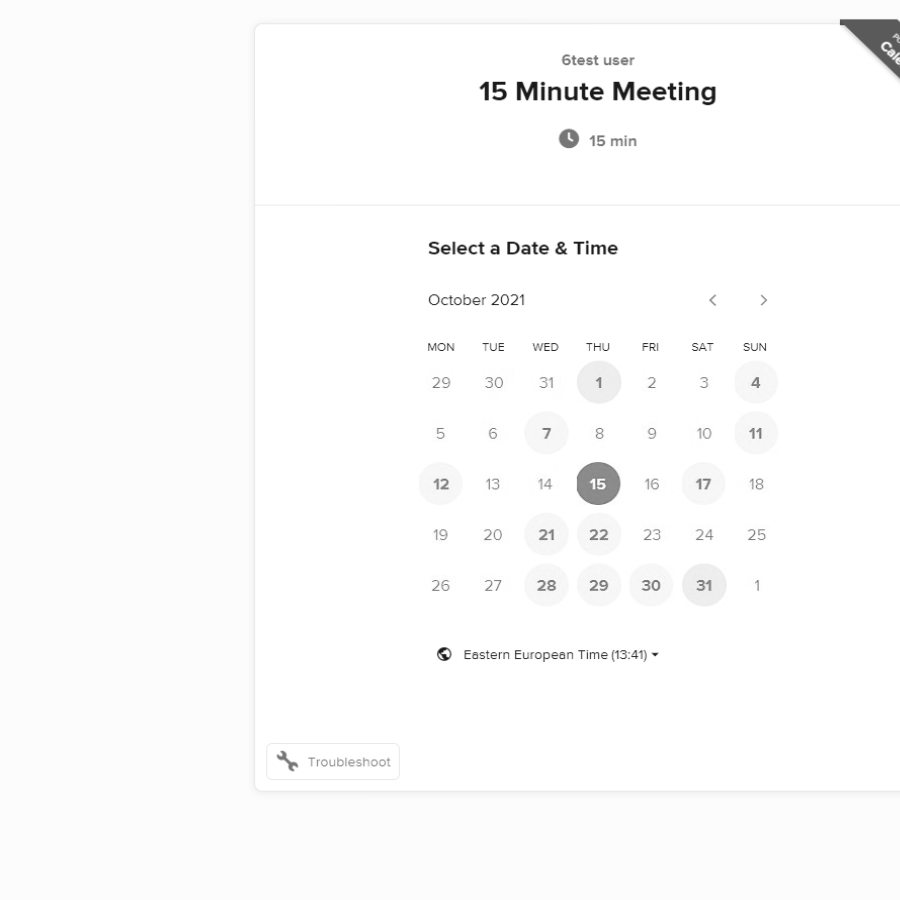 6test user
15 Minute Meeting
15 min
Select a Date & Time
October 2021
MON TUE WED THU FRI SAT SUN
29 30 31 1 2 3 4
5 6 7 8 9 10 11
12 13 14 15 16 17 18
19 20 21 22 23 24 25
26 27 28 29 30 31 1
Eastern European Time (13:41)
Troubleshoot